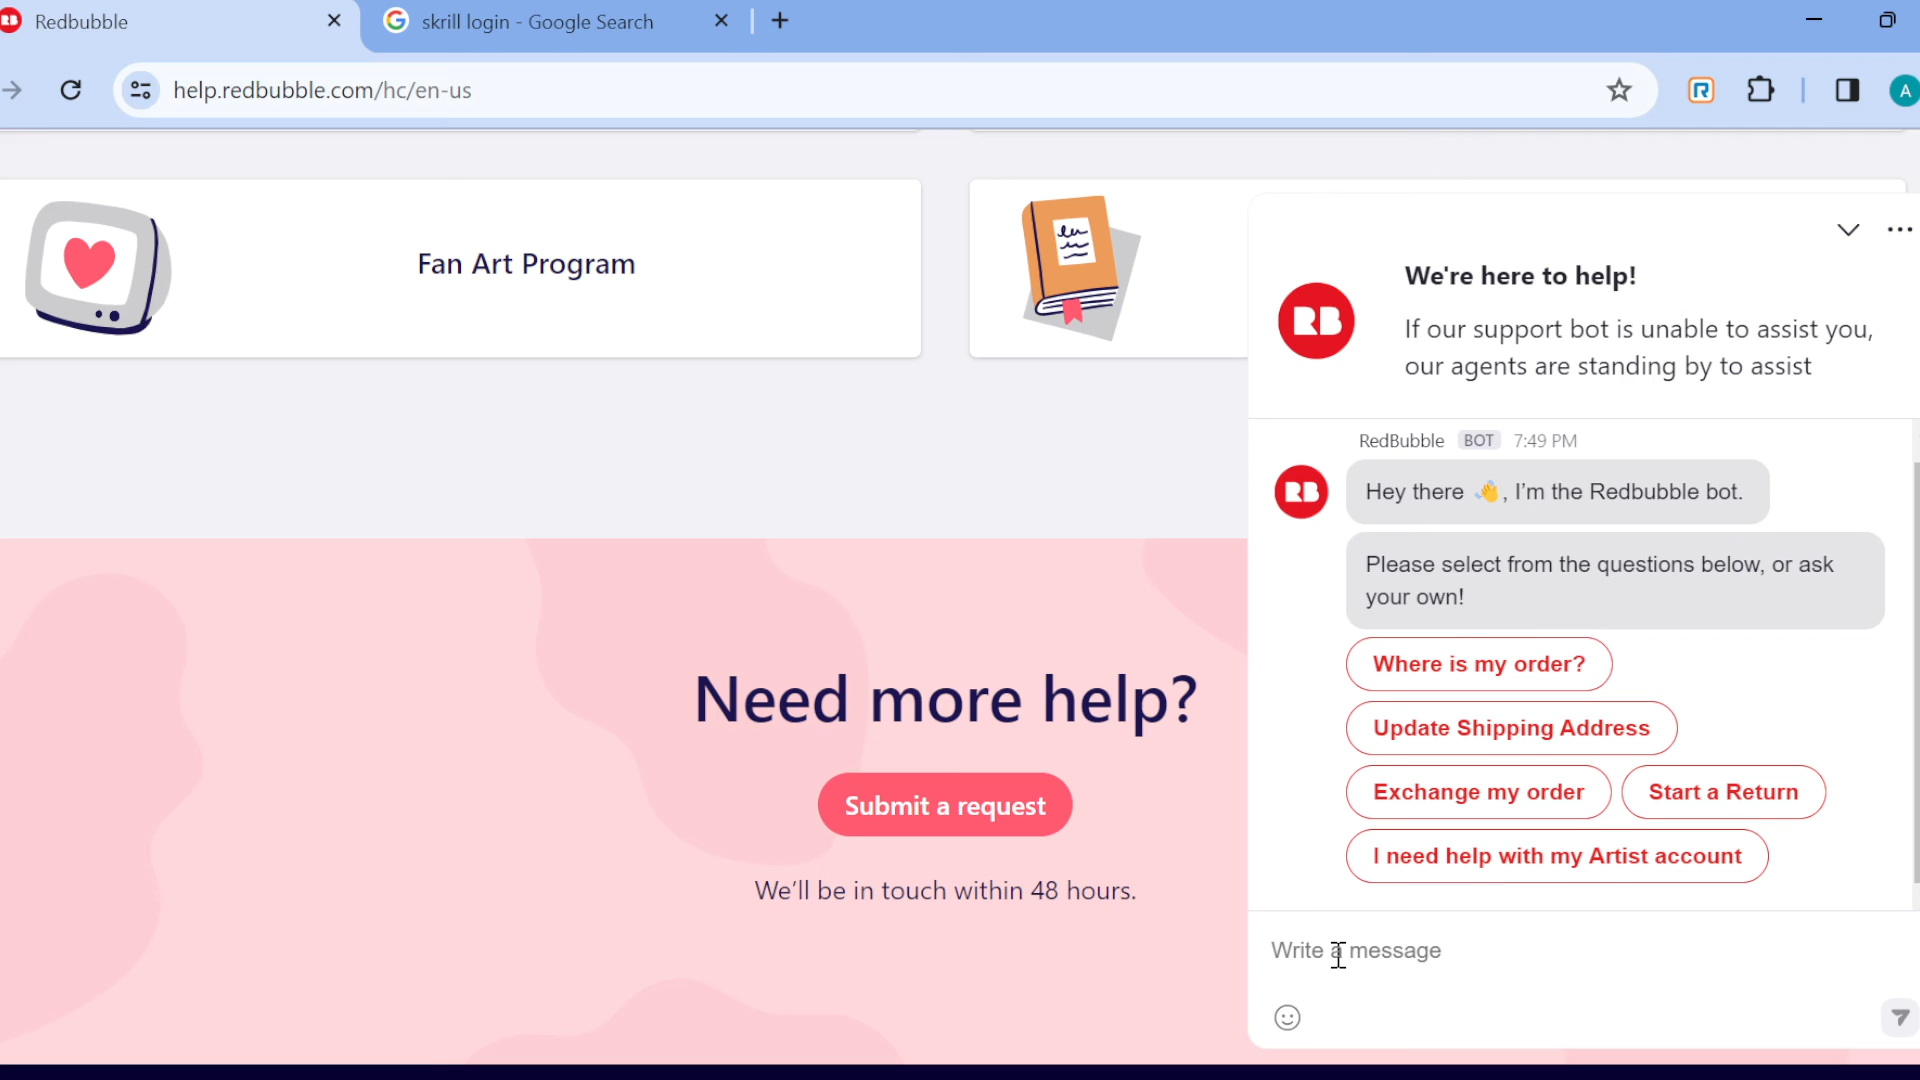 Redbubble
skrill login - Google Search
help.redbubble.com/hc/en-us
A
Fan Art Program
We're here to help!
RB
If our support bot is unable to assist you,
our agents are standing by to assist
RedBubble BOT 7:49 PM
RB
Hey there 👋, I'm the Redbubble bot.
Please select from the questions below, or ask
your own!
Where is my order?
Update Shipping Address
Exchange my order
Start a Return
I need help with my Artist account
Need more help?
Submit a request
We'll be in touch within 48 hours.
Write a message